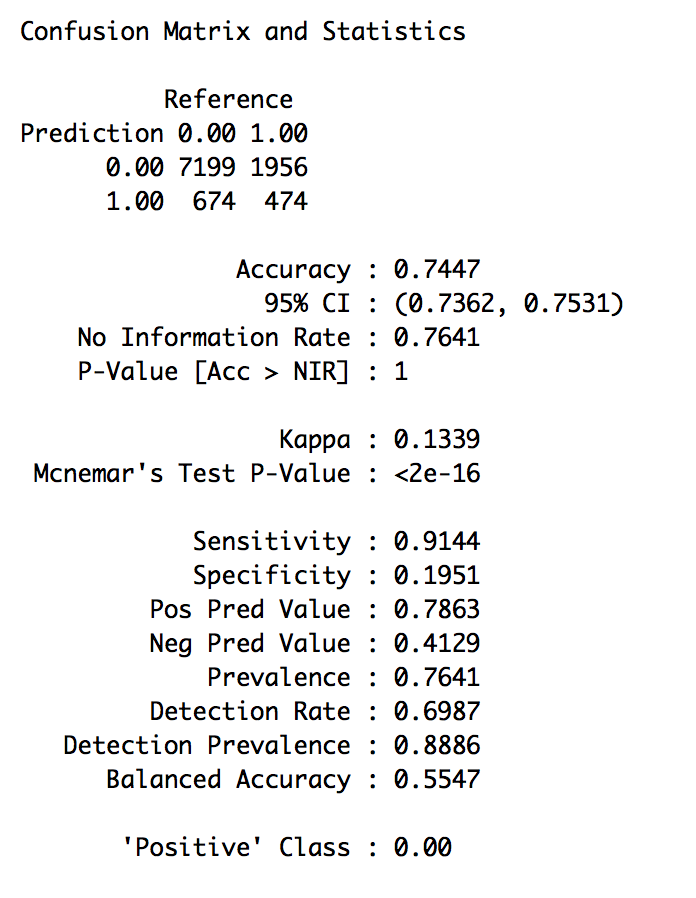 Confusion Matrix and Statistics
Reference
Prediction 0.00 1.00
0.00 7199 1956
1.00 674 474
Accuracy : 0.7447
95% CI : (0.7362, 0.7531)
No Information Rate : 0.7641
P-Value [Acc > NIR] : 1
Kappa : 0.1339
Mcnemar's Test P-Value : <2e-16
Sensitivity : 0.9144
Specificity : 0.1951
Pos Pred Value : 0.7863
Neg Pred Value : 0.4129
Prevalence : 0.7641
Detection Rate : 0.6987
Detection Prevalence : 0.8886
Balanced Accuracy : 0.5547
'Positive' Class : 0.00